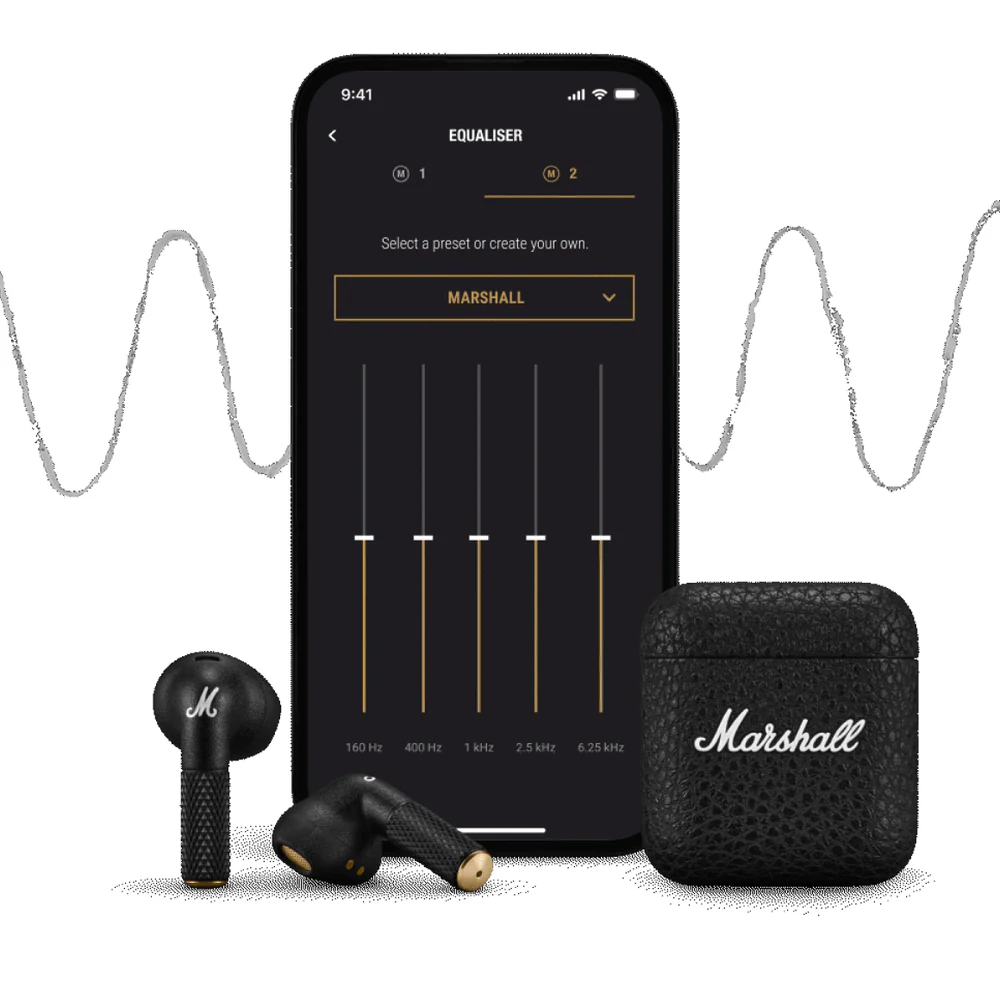 9:41
EQUALISER
M 1
M 2
Select a preset or create your own.
MARSHALL
160 Hz 400 Hz 1 kHz 2.5 kHz 6.25 kHz
M
Marshall